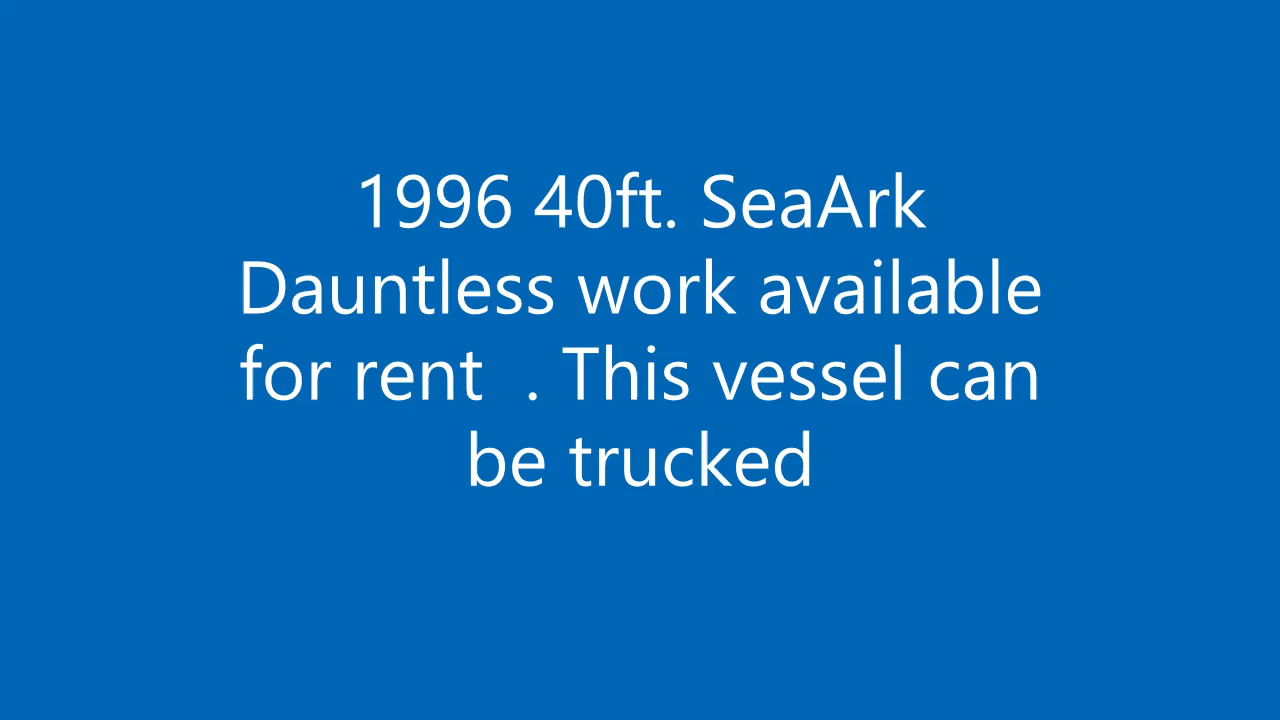 1996 40ft. SeaArk
Dauntless work available
for rent  . This vessel can
be trucked